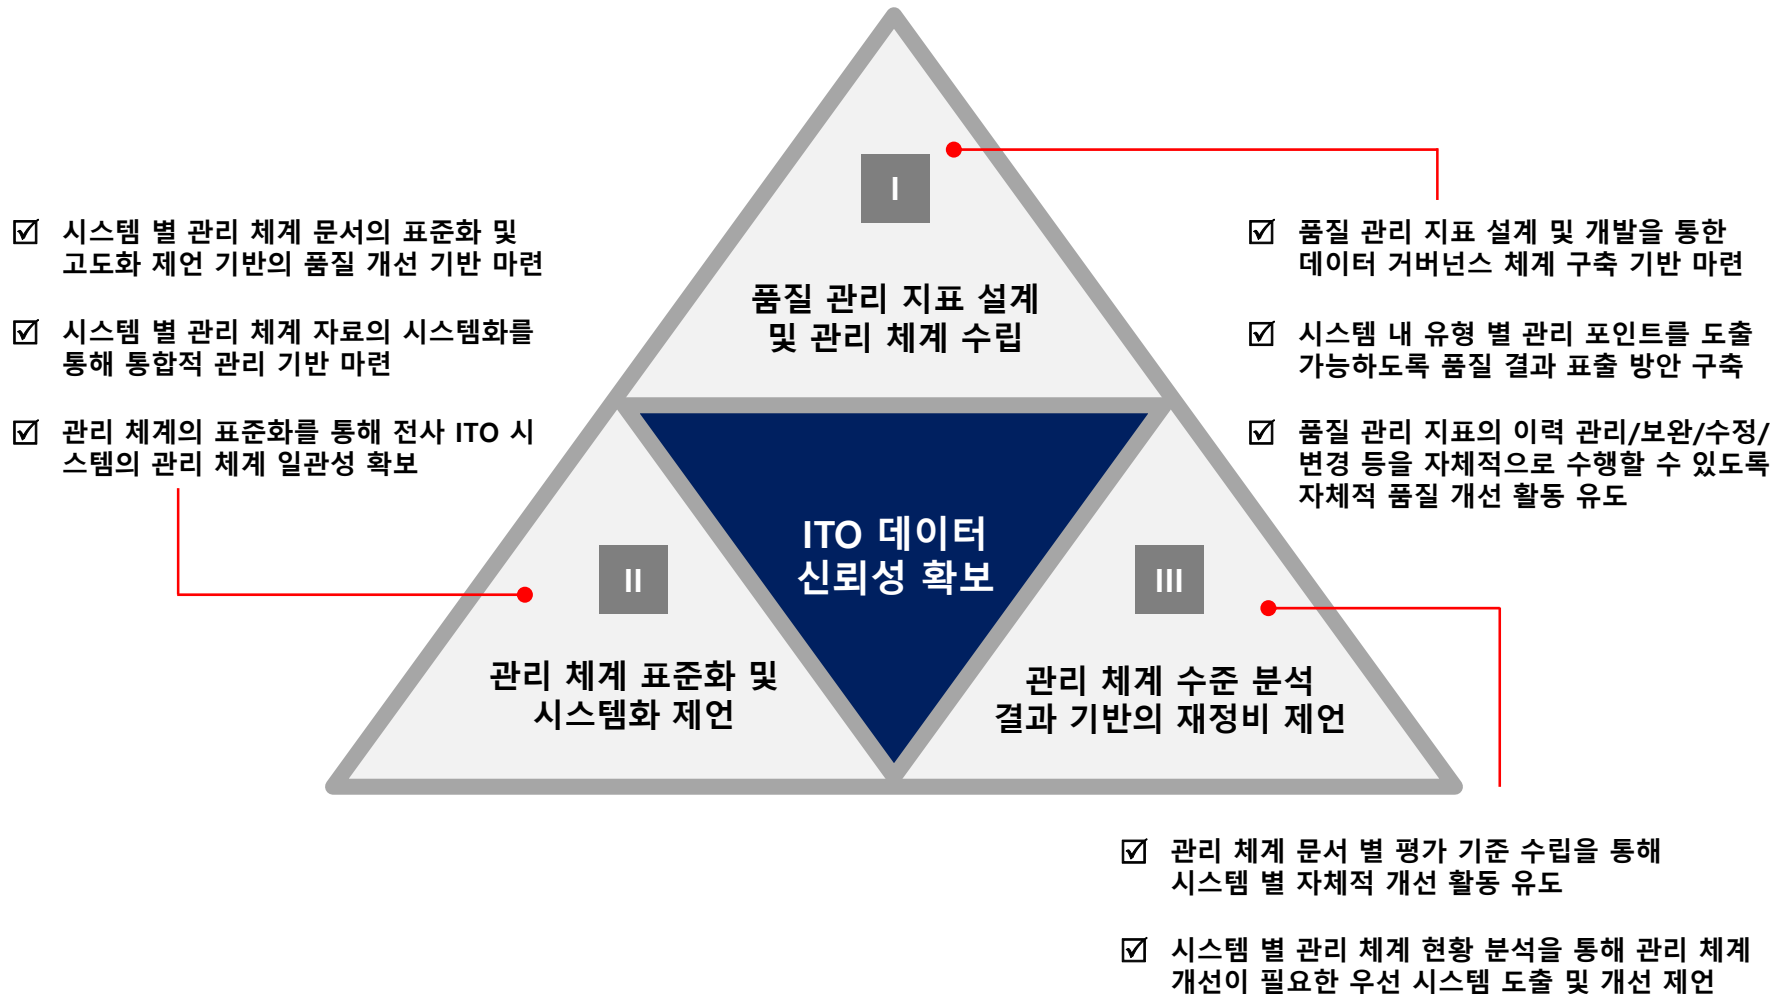 I
품질 관리 지표 설계
및 관리 체계 수립
☑ 시스템 별 관리 체계 문서의 표준화 및
고도화 제언 기반의 품질 개선 기반 마련
☑ 시스템 별 관리 체계 자료의 시스템화를
통해 통합적 관리 기반 마련
☑ 관리 체계의 표준화를 통해 전사 ITO 시
스템의 관리 체계 일관성 확보
☑ 품질 관리 지표 설계 및 개발을 통한
데이터 거버넌스 체계 구축 기반 마련
☑ 시스템 내 유형 별 관리 포인트를 도출
가능하도록 품질 결과 표출 방안 구축
☑ 품질 관리 지표의 이력 관리/보완/수정/
변경 등을 자체적으로 수행할 수 있도록
자체적 품질 개선 활동 유도
ITO 데이터
신뢰성 확보
II
관리 체계 표준화 및
시스템화 제언
III
관리 체계 수준 분석
결과 기반의 재정비 제언
☑ 관리 체계 문서 별 평가 기준 수립을 통해
시스템 별 자체적 개선 활동 유도
☑ 시스템 별 관리 체계 현황 분석을 통해 관리 체계
개선이 필요한 우선 시스템 도출 및 개선 제언